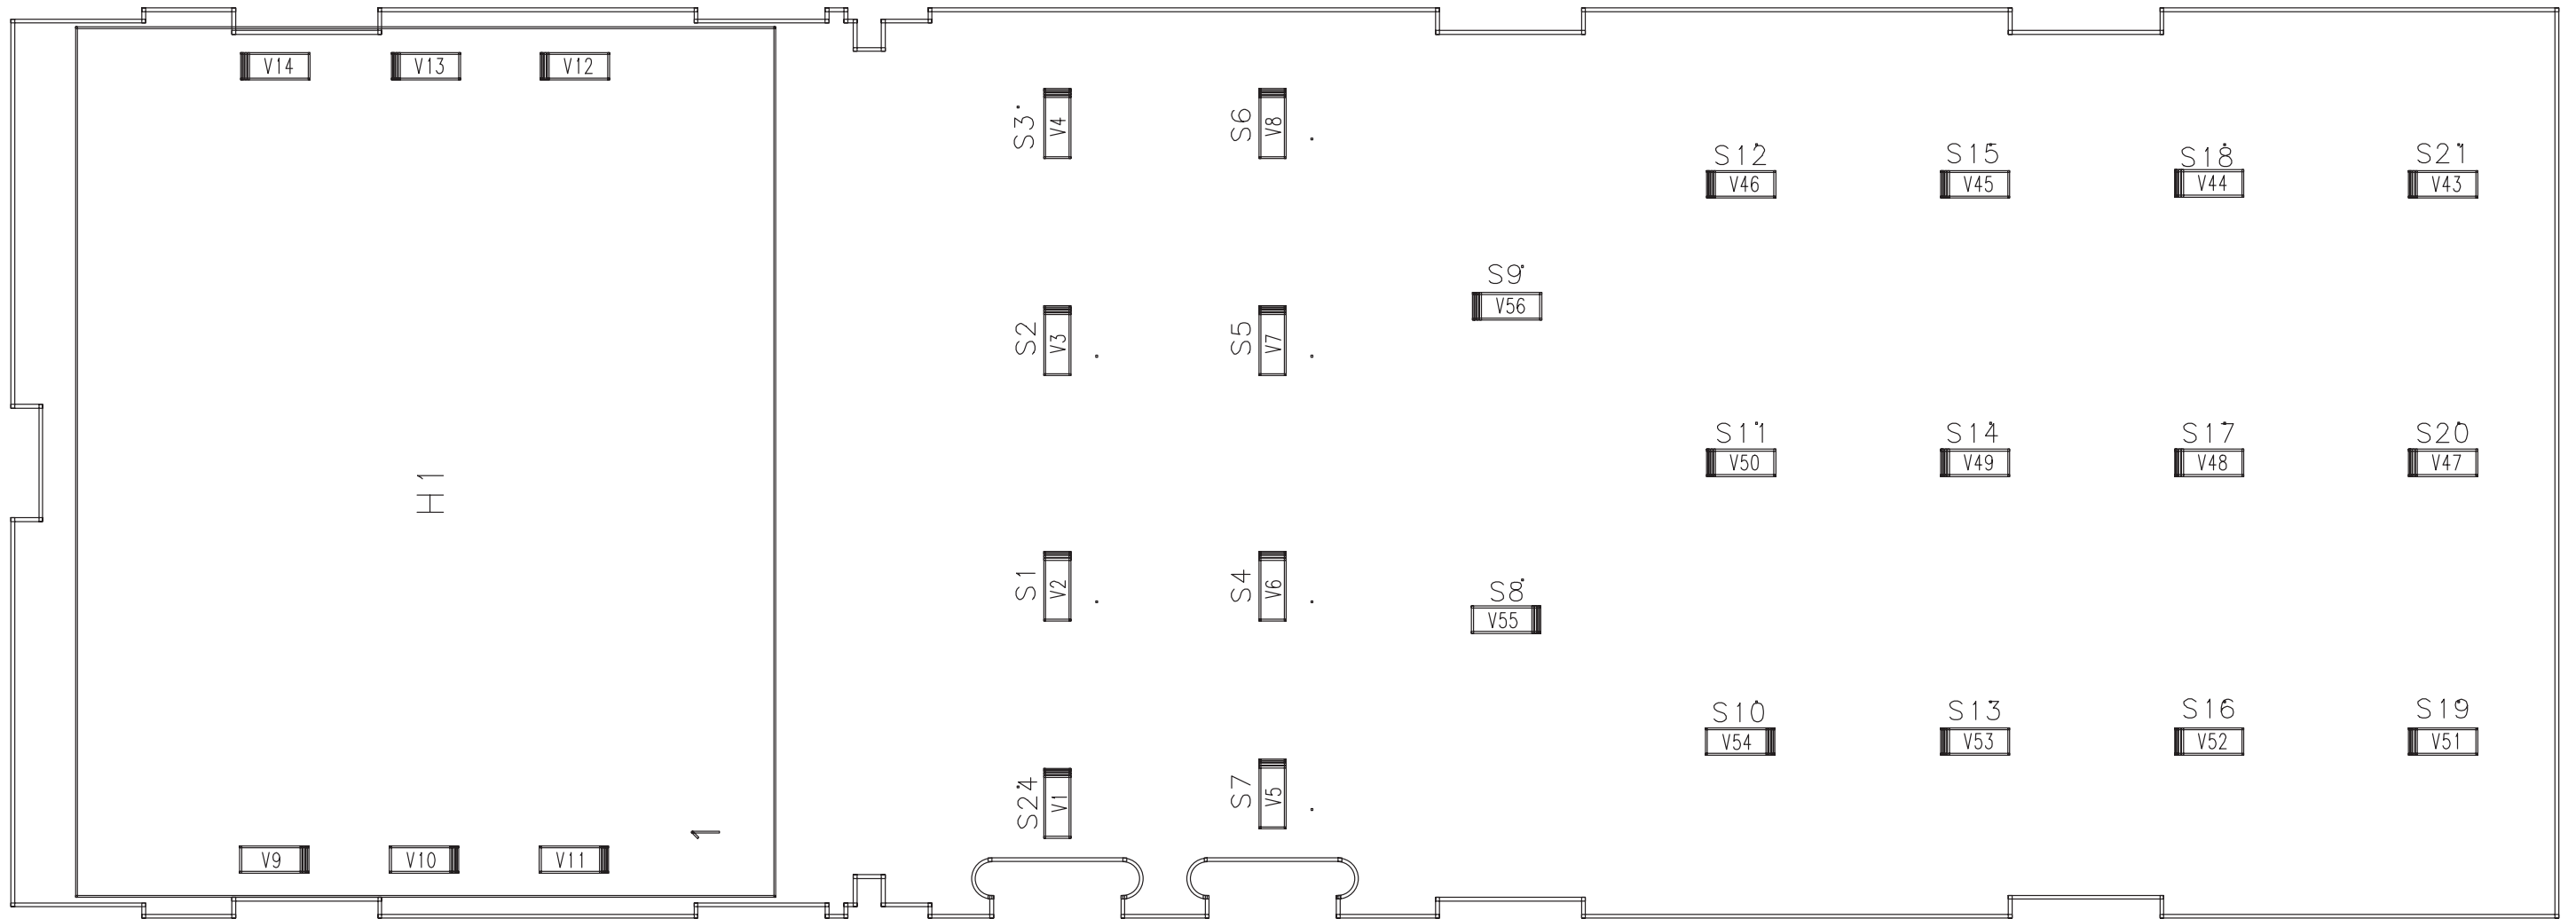 V14 V13 V12
S3 V4 S6 V8
S12 S15 S18 S21
V46 V45 V44 V43
S9
V56
S2 V3 S5 V7
S11 S14 S17 S20
V50 V49 V48 V47
H1
S1 V2 S4 V6
S8
V55
S10 S13 S16 S19
V54 V53 V52 V51
S24 V1 S7 V5
1
V9 V10 V11